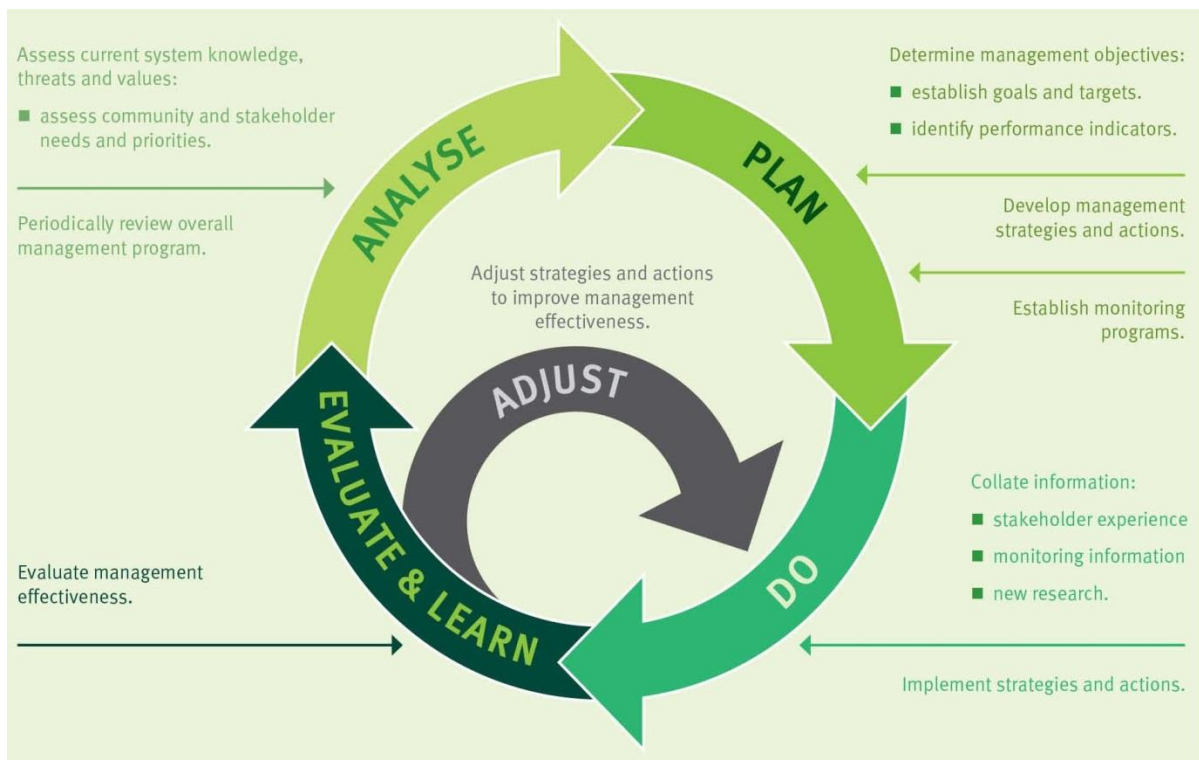 Assess current system knowledge,
threats and values:
■ assess community and stakeholder
needs and priorities.
Periodically review overall
management program.
ANALYSE
PLAN
Determine management objectives:
■ establish goals and targets.
■ identify performance indicators.
Develop management
strategies and actions.
Establish monitoring
programs.
Adjust strategies and actions
to improve management
effectiveness.
ADJUST
DO
Collate information:
■ stakeholder experience
■ monitoring information
■ new research.
Implement strategies and actions.
EVALUATE & LEARN
Evaluate management
effectiveness.